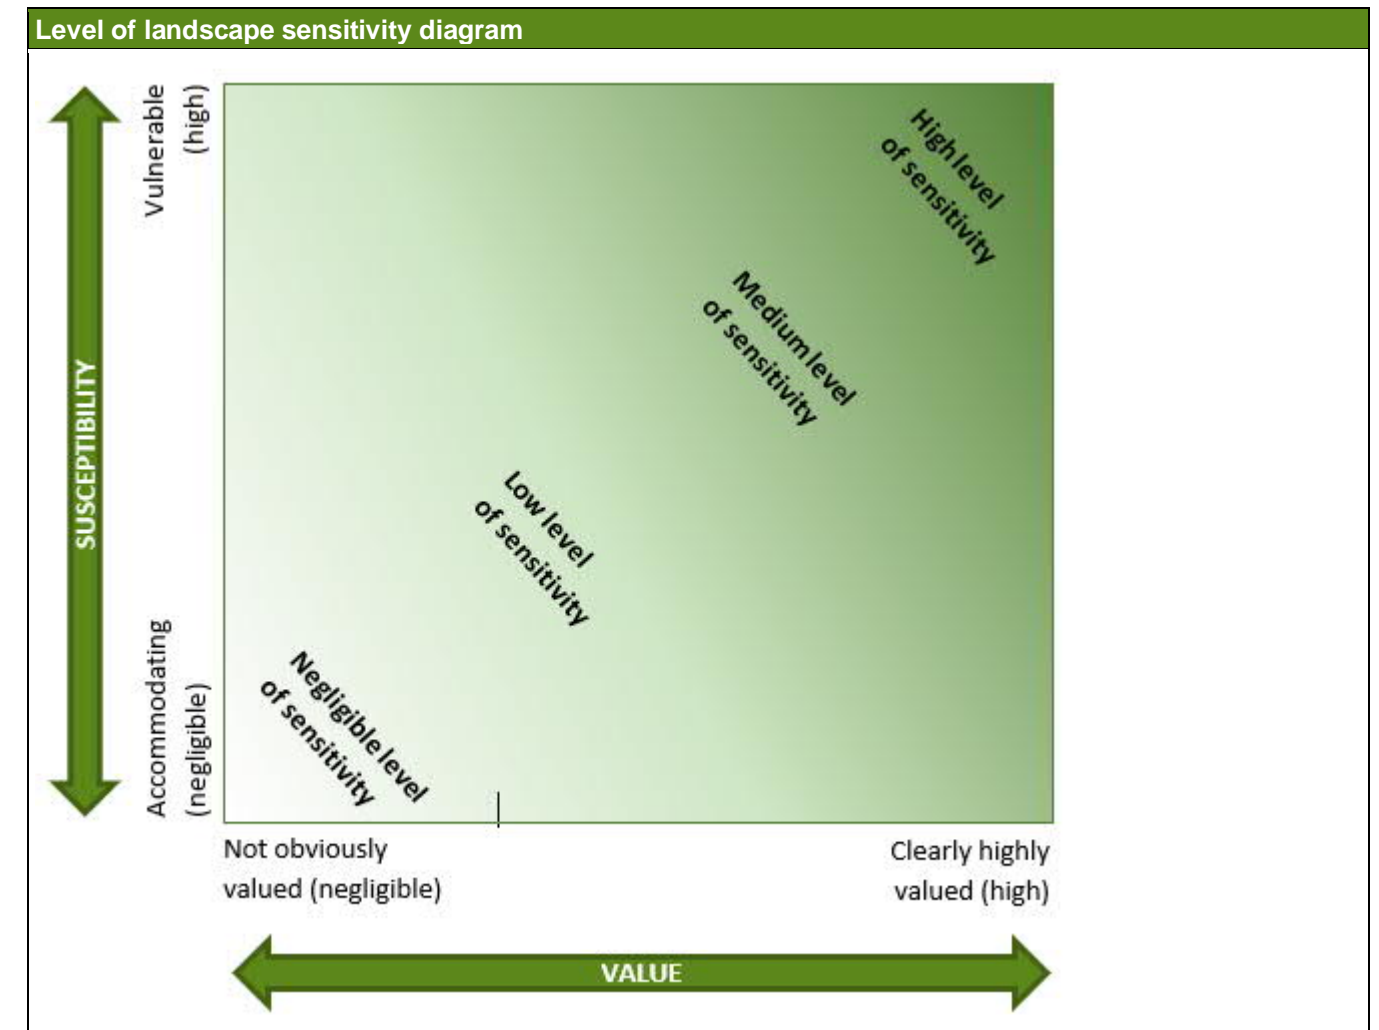 Level of landscape sensitivity diagram
SUSCEPTIBILITY
Vulnerable
(high)
Accommodating
(negligible)
High level
of sensitivity
Medium level
of sensitivity
Low level
of sensitivity
Negligible level
of sensitivity
Not obviously
valued (negligible)
Clearly highly
valued (high)
VALUE